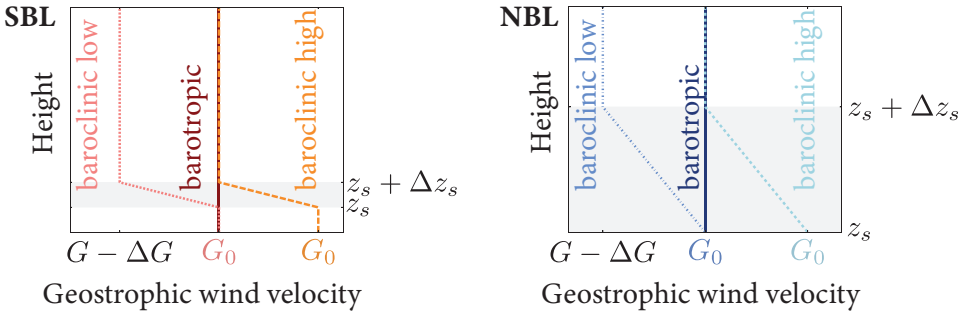 SBL
Height
baroclinic low
barotropic
baroclinic high
z_s + Δz_s
z_s
G − ΔG
G_0
G_0
Geostrophic wind velocity
NBL
Height
baroclinic low
barotropic
baroclinic high
z_s + Δz_s
z_s
G − ΔG
G_0
G_0
Geostrophic wind velocity